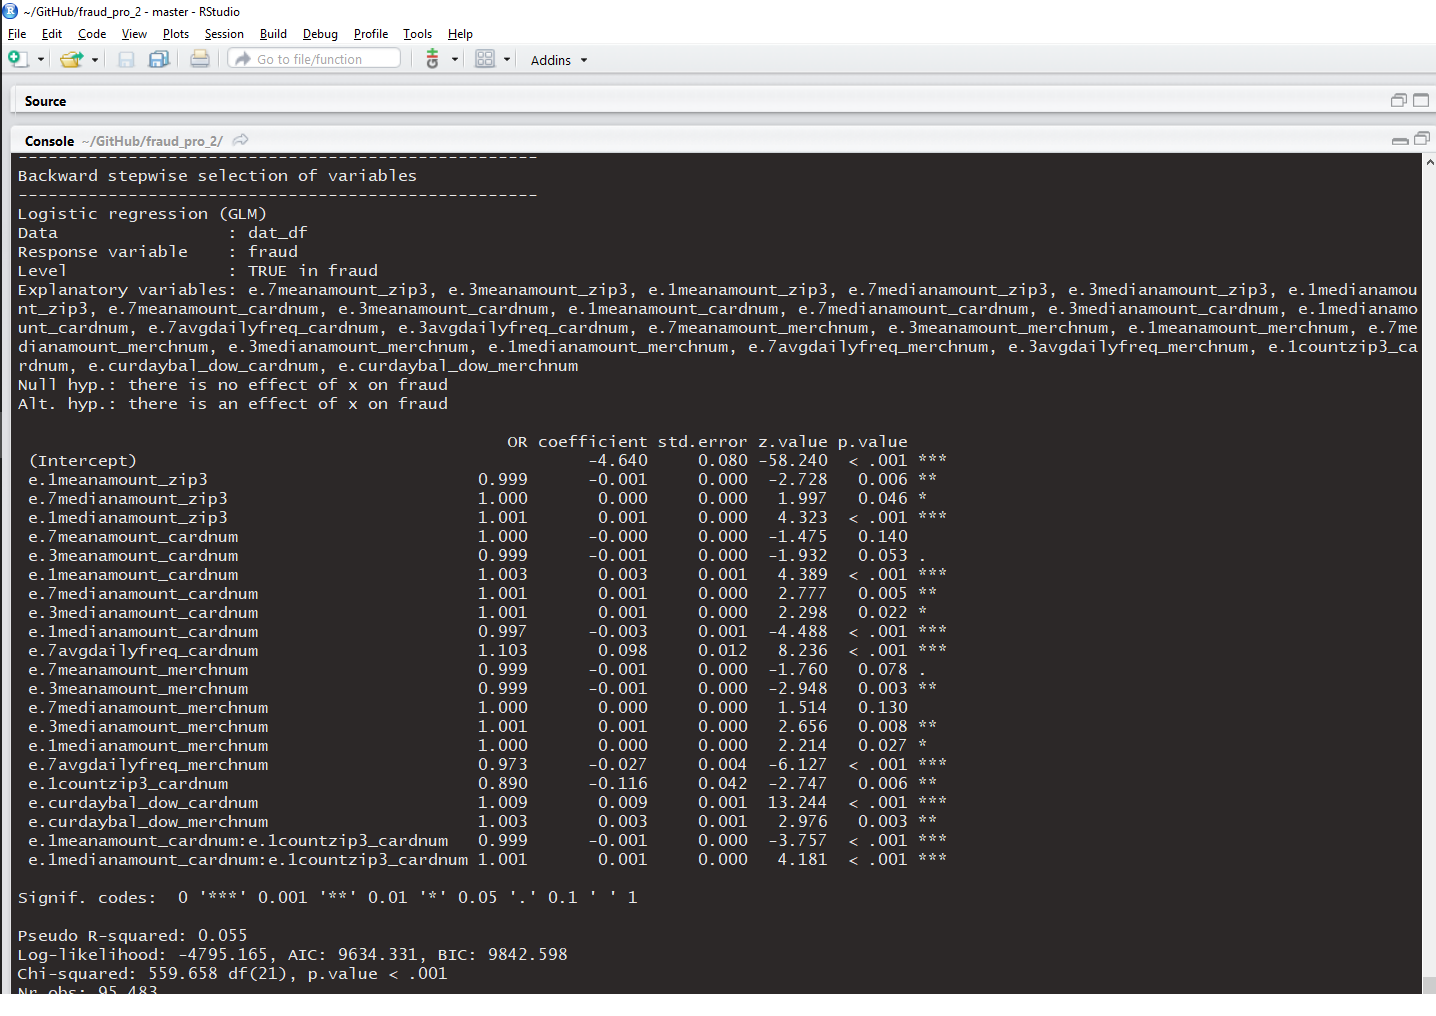 ~/GitHub/fraud_pro_2 - master - RStudio
File Edit Code View Plots Session Build Debug Profile Tools Help
Go to file/function Addins
Source
Console ~/GitHub/fraud_pro_2/
----------------------------------------------------
Backward stepwise selection of variables
----------------------------------------------------
Logistic regression (GLM)
Data                 : dat_df
Response variable    : fraud
Level                : TRUE in fraud
Explanatory variables: e.7meanamount_zip3, e.3meanamount_zip3, e.1meanamount_zip3, e.7medianamount_zip3, e.3medianamount_zip3, e.1medianamou
nt_zip3, e.7meanamount_cardnum, e.3meanamount_cardnum, e.1meanamount_cardnum, e.7medianamount_cardnum, e.3medianamount_cardnum, e.1medianamo
unt_cardnum, e.7avgdailyfreq_cardnum, e.3avgdailyfreq_cardnum, e.7meanamount_merchnum, e.3meanamount_merchnum, e.1meanamount_merchnum, e.7me
dianamount_merchnum, e.3medianamount_merchnum, e.1medianamount_merchnum, e.7avgdailyfreq_merchnum, e.3avgdailyfreq_merchnum, e.1countzip3_ca
rdnum, e.curdaybal_dow_cardnum, e.curdaybal_dow_merchnum
Null hyp.: there is no effect of x on fraud
Alt. hyp.: there is an effect of x on fraud
OR coefficient std.error z.value p.value
(Intercept) -4.640 0.080 -58.240 < .001 ***
e.1meanamount_zip3 0.999 -0.001 0.000 -2.728 0.006 **
e.7medianamount_zip3 1.000 0.000 0.000 1.997 0.046 *
e.1medianamount_zip3 1.001 0.001 0.000 4.323 < .001 ***
e.7meanamount_cardnum 1.000 -0.000 0.000 -1.475 0.140
e.3meanamount_cardnum 0.999 -0.001 0.000 -1.932 0.053 .
e.1meanamount_cardnum 1.003 0.003 0.001 4.389 < .001 ***
e.7medianamount_cardnum 1.001 0.001 0.000 2.777 0.005 **
e.3medianamount_cardnum 1.001 0.001 0.000 2.298 0.022 *
e.1medianamount_cardnum 0.997 -0.003 0.001 -4.488 < .001 ***
e.7avgdailyfreq_cardnum 1.103 0.098 0.012 8.236 < .001 ***
e.7meanamount_merchnum 0.999 -0.001 0.000 -1.760 0.078 .
e.3meanamount_merchnum 0.999 -0.001 0.000 -2.948 0.003 **
e.7medianamount_merchnum 1.000 0.000 0.000 1.514 0.130
e.3medianamount_merchnum 1.001 0.001 0.000 2.656 0.008 **
e.1medianamount_merchnum 1.000 0.000 0.000 2.214 0.027 *
e.7avgdailyfreq_merchnum 0.973 -0.027 0.004 -6.127 < .001 ***
e.1countzip3_cardnum 0.890 -0.116 0.042 -2.747 0.006 **
e.curdaybal_dow_cardnum 1.009 0.009 0.001 13.244 < .001 ***
e.curdaybal_dow_merchnum 1.003 0.003 0.001 2.976 0.003 **
e.1meanamount_cardnum:e.1countzip3_cardnum 0.999 -0.001 0.000 -3.757 < .001 ***
e.1medianamount_cardnum:e.1countzip3_cardnum 1.001 0.001 0.000 4.181 < .001 ***
Signif. codes:  0 '***' 0.001 '**' 0.01 '*' 0.05 '.' 0.1 ' ' 1
Pseudo R-squared: 0.055
Log-likelihood: -4795.165, AIC: 9634.331, BIC: 9842.598
Chi-squared: 559.658 df(21), p.value < .001
Nr obs: 95,483